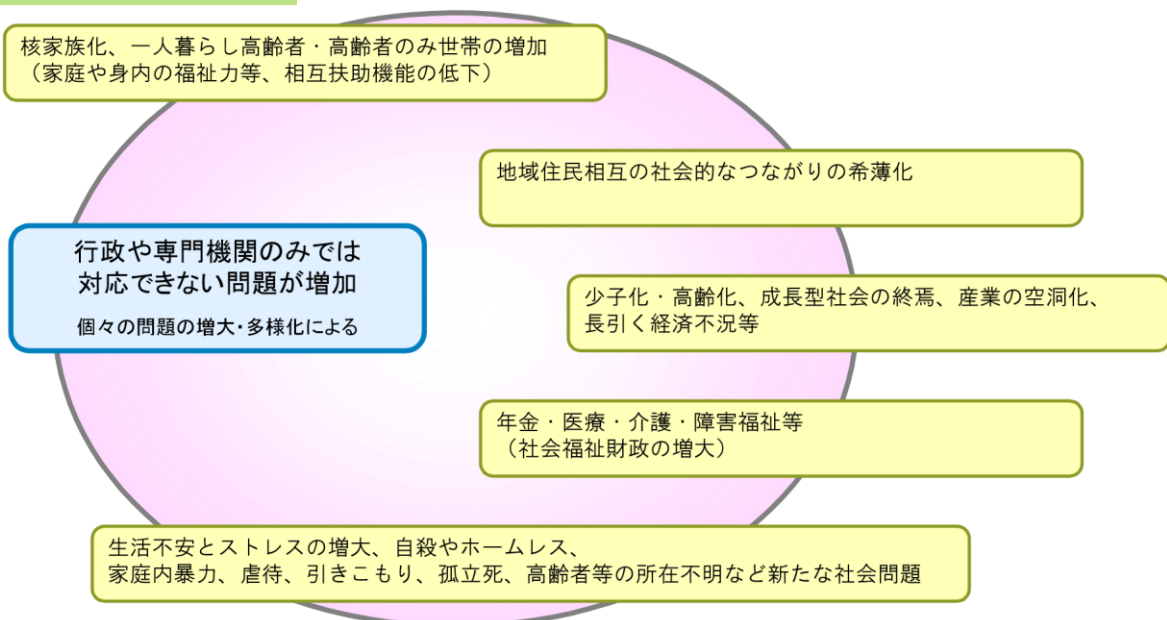 核家族化、一人暮らし高齢者・高齢者のみ世帯の増加
（家庭や身内の福祉力等、相互扶助機能の低下）
地域住民相互の社会的なつながりの希薄化
行政や専門機関のみでは
対応できない問題が増加
個々の問題の増大・多様化による
少子化・高齢化、成長型社会の終焉、産業の空洞化、
長引く経済不況等
年金・医療・介護・障害福祉等
（社会福祉財政の増大）
生活不安とストレスの増大、自殺やホームレス、
家庭内暴力、虐待、引きこもり、孤立死、高齢者等の所在不明など新たな社会問題